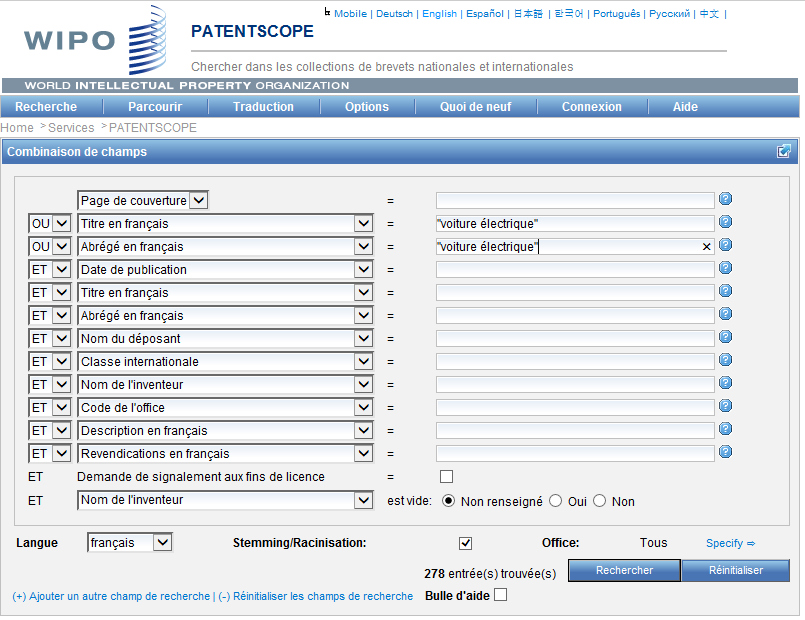 Mobile | Deutsch | English | Español | 日本語 | 한국어 | Português | Русский | 中文 |
WIPO
PATENTSCOPE
Chercher dans les collections de brevets nationales et internationales
WORLD INTELLECTUAL PROPERTY ORGANIZATION
Recherche Parcourir Traduction Options Quoi de neuf Connexion Aide
Home > Services > PATENTSCOPE
Combinaison de champs
Page de couverture = ?
OU Titre en français = "voiture électrique" ?
OU Abrégé en français = "voiture électrique" ✕ ?
ET Date de publication = ?
ET Titre en français = ?
ET Abrégé en français = ?
ET Nom du déposant = ?
ET Classe internationale = ?
ET Nom de l'inventeur = ?
ET Code de l'office = ?
ET Description en français = ?
ET Revendications en français = ?
ET Demande de signalement aux fins de licence =
ET Nom de l'inventeur est vide: Non renseigné Oui Non
Langue français Stemming/Racinisation: Office: Tous Specify ⇨
278 entrée(s) trouvée(s) Rechercher Réinitialiser
(+) Ajouter un autre champ de recherche | (-) Réinitialiser les champs de recherche Bulle d'aide